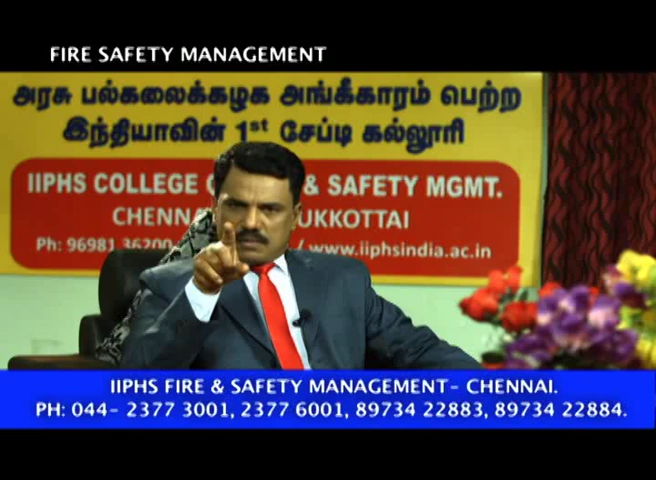 FIRE SAFETY MANAGEMENT
அரசு பல்கலைக்கழக அங்கீகாரம் பெற்ற
இந்தியாவின் 1st சேப்டி கல்லூரி
IIPHS COLLEGE & SAFETY MGMT.
Ph: 96981 36200 / www.iiphsindia.ac.in
IIPHS FIRE & SAFETY MANAGEMENT- CHENNAI.
PH: 044- 2377 3001, 2377 6001, 89734 22883, 89734 22884.